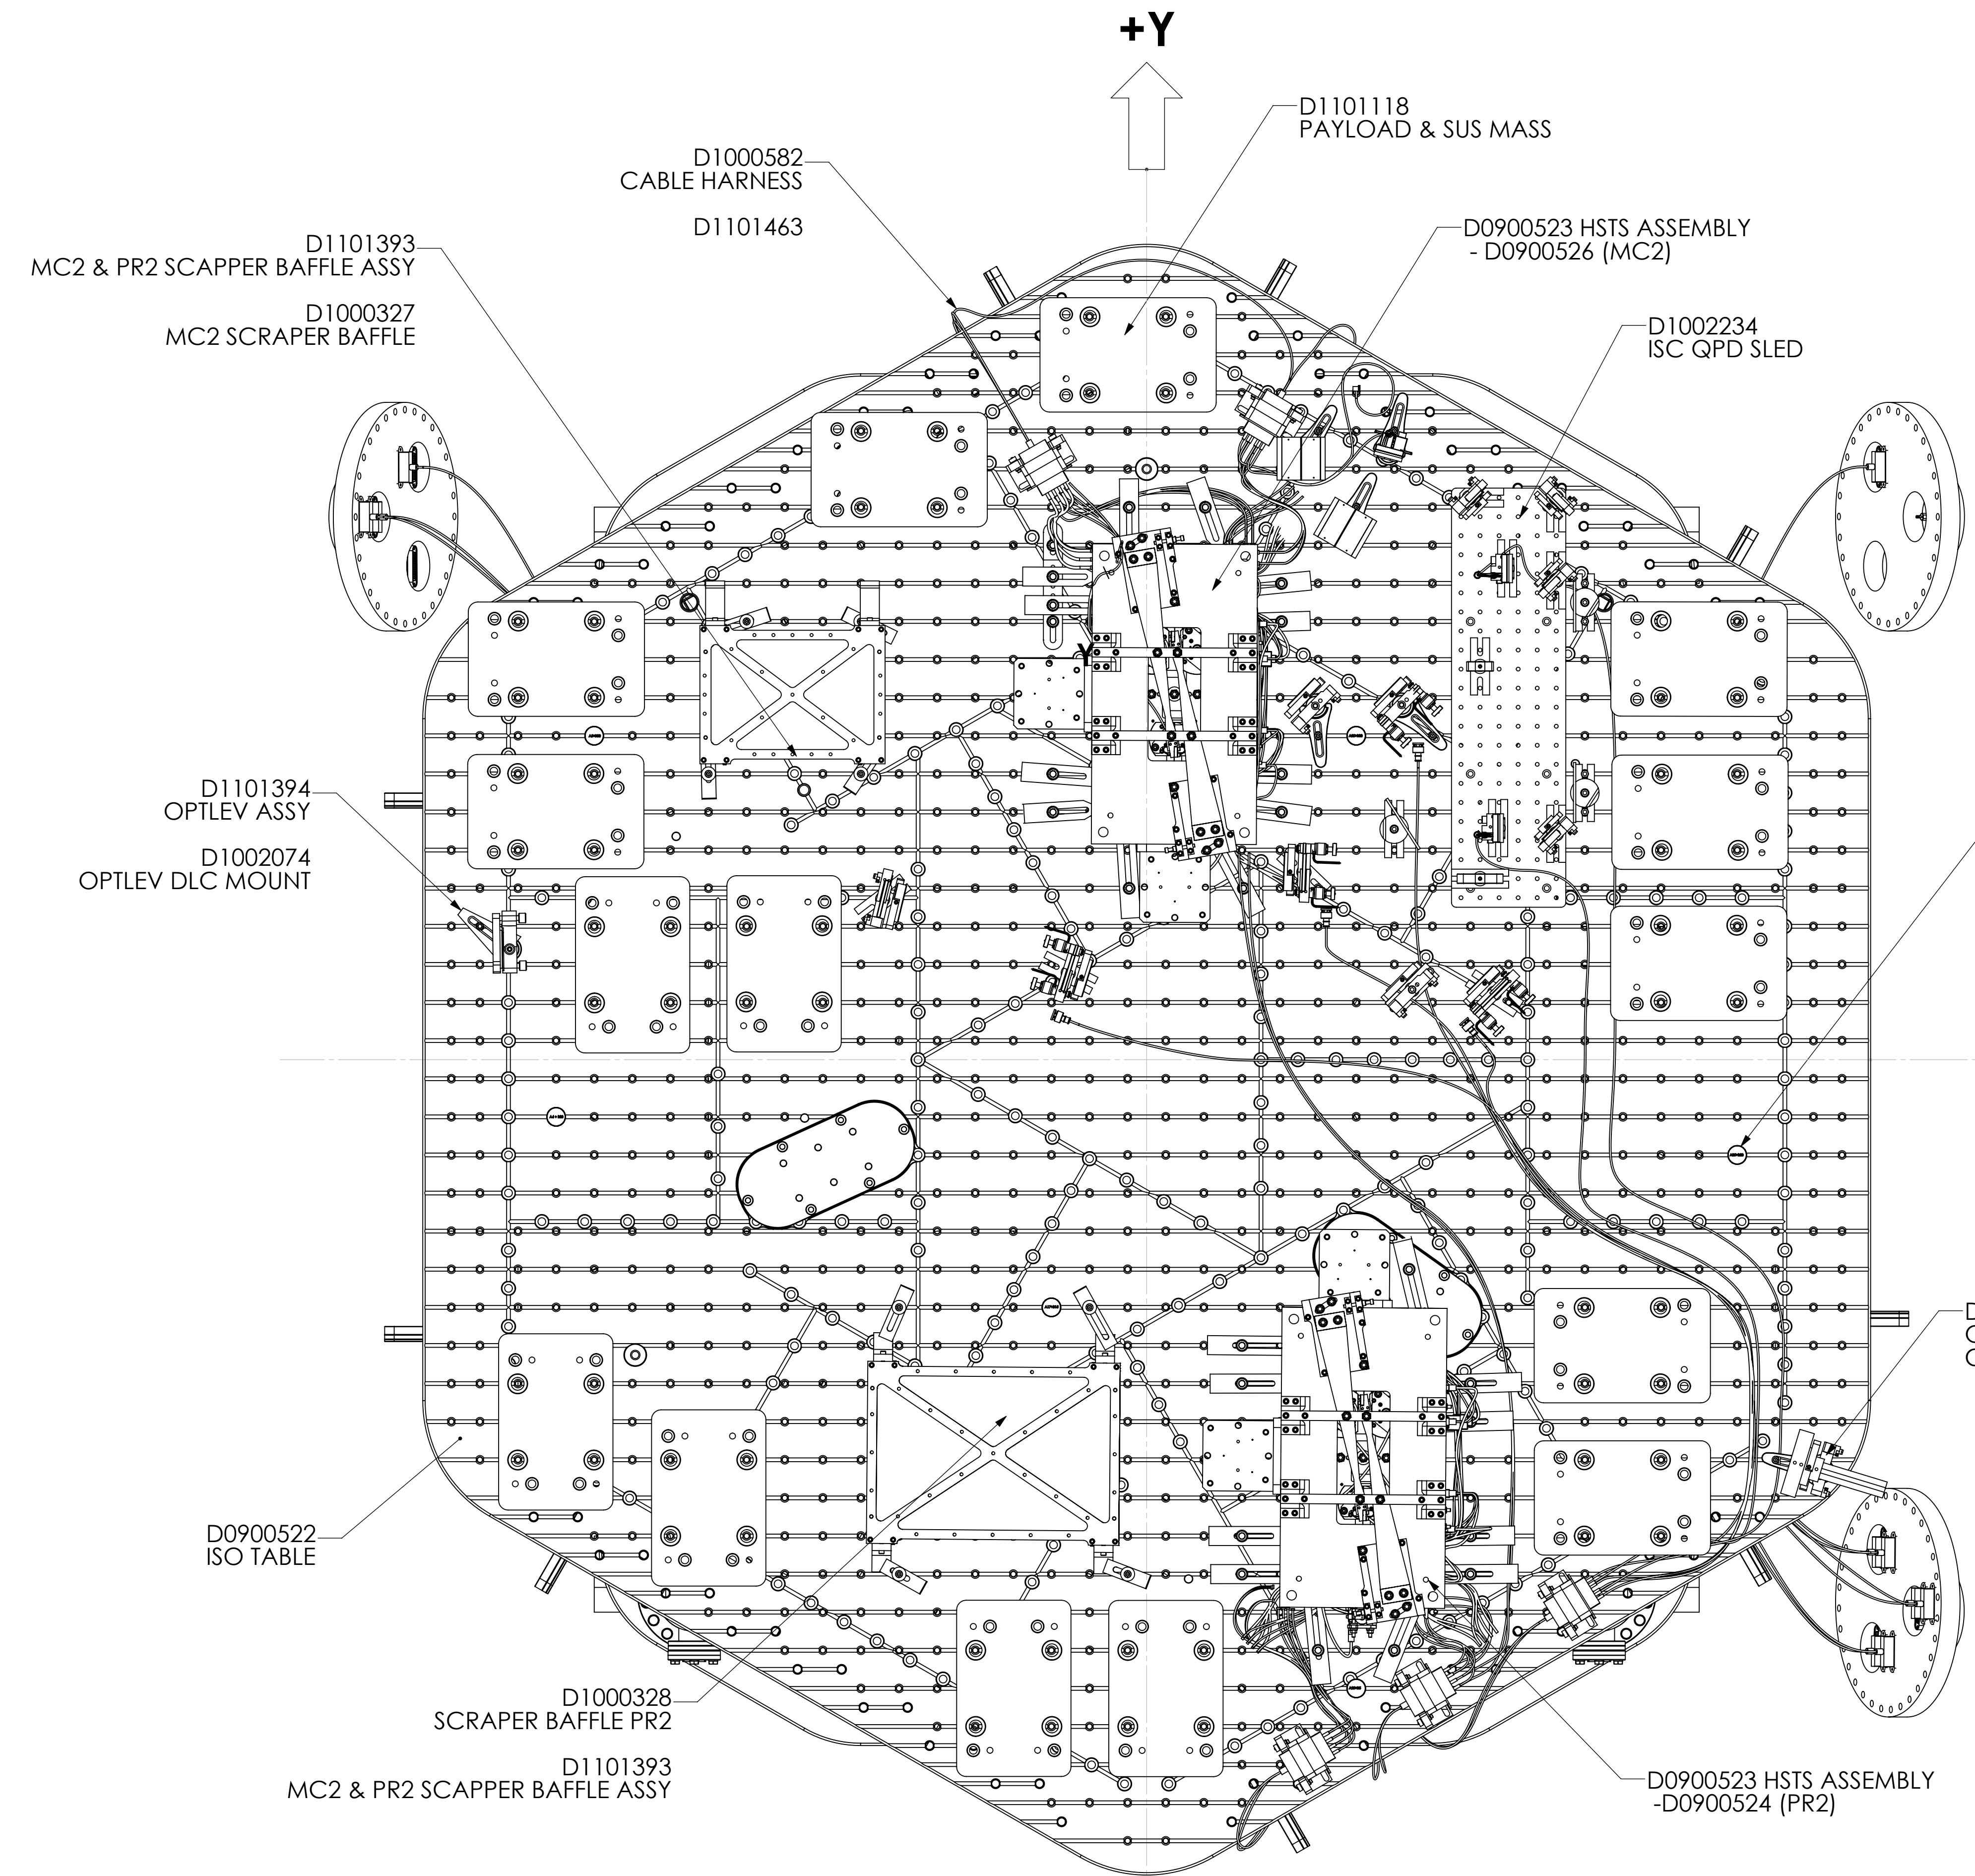 +Y
D1101118
PAYLOAD & SUS MASS
D1000582
CABLE HARNESS
D1101463
D0900523 HSTS ASSEMBLY
- D0900526 (MC2)
D1101393
MC2 & PR2 SCAPPER BAFFLE ASSY
D1000327
MC2 SCRAPER BAFFLE
D1002234
ISC QPD SLED
Y
D1101394
OPTLEV ASSY
D1002074
OPTLEV DLC MOUNT
D0900522
ISO TABLE
D1000328
SCRAPER BAFFLE PR2
D1101393
MC2 & PR2 SCAPPER BAFFLE ASSY
D0900523 HSTS ASSEMBLY
-D0900524 (PR2)